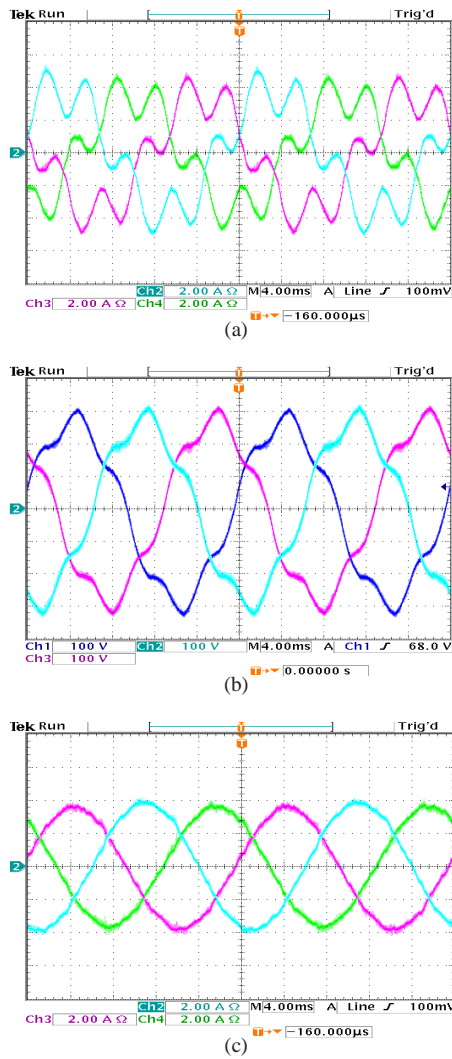 Tek Run Trig'd
T
T
2
Ch2 2.00 A Ω M 4.00ms A Line ʃ 100mV
Ch3 2.00 A Ω Ch4 2.00 A Ω
T→▼ −160.000µs
(a)
Tek Run Trig'd
T
T
2
Ch1 100 V Ch2 100 V M 4.00ms A Ch1 ʃ 68.0 V
Ch3 100 V
T→▼ 0.00000 s
(b)
Tek Run Trig'd
T
T
2
Ch2 2.00 A Ω M 4.00ms A Line ʃ 100mV
Ch3 2.00 A Ω Ch4 2.00 A Ω
T→▼ −160.000µs
(c)